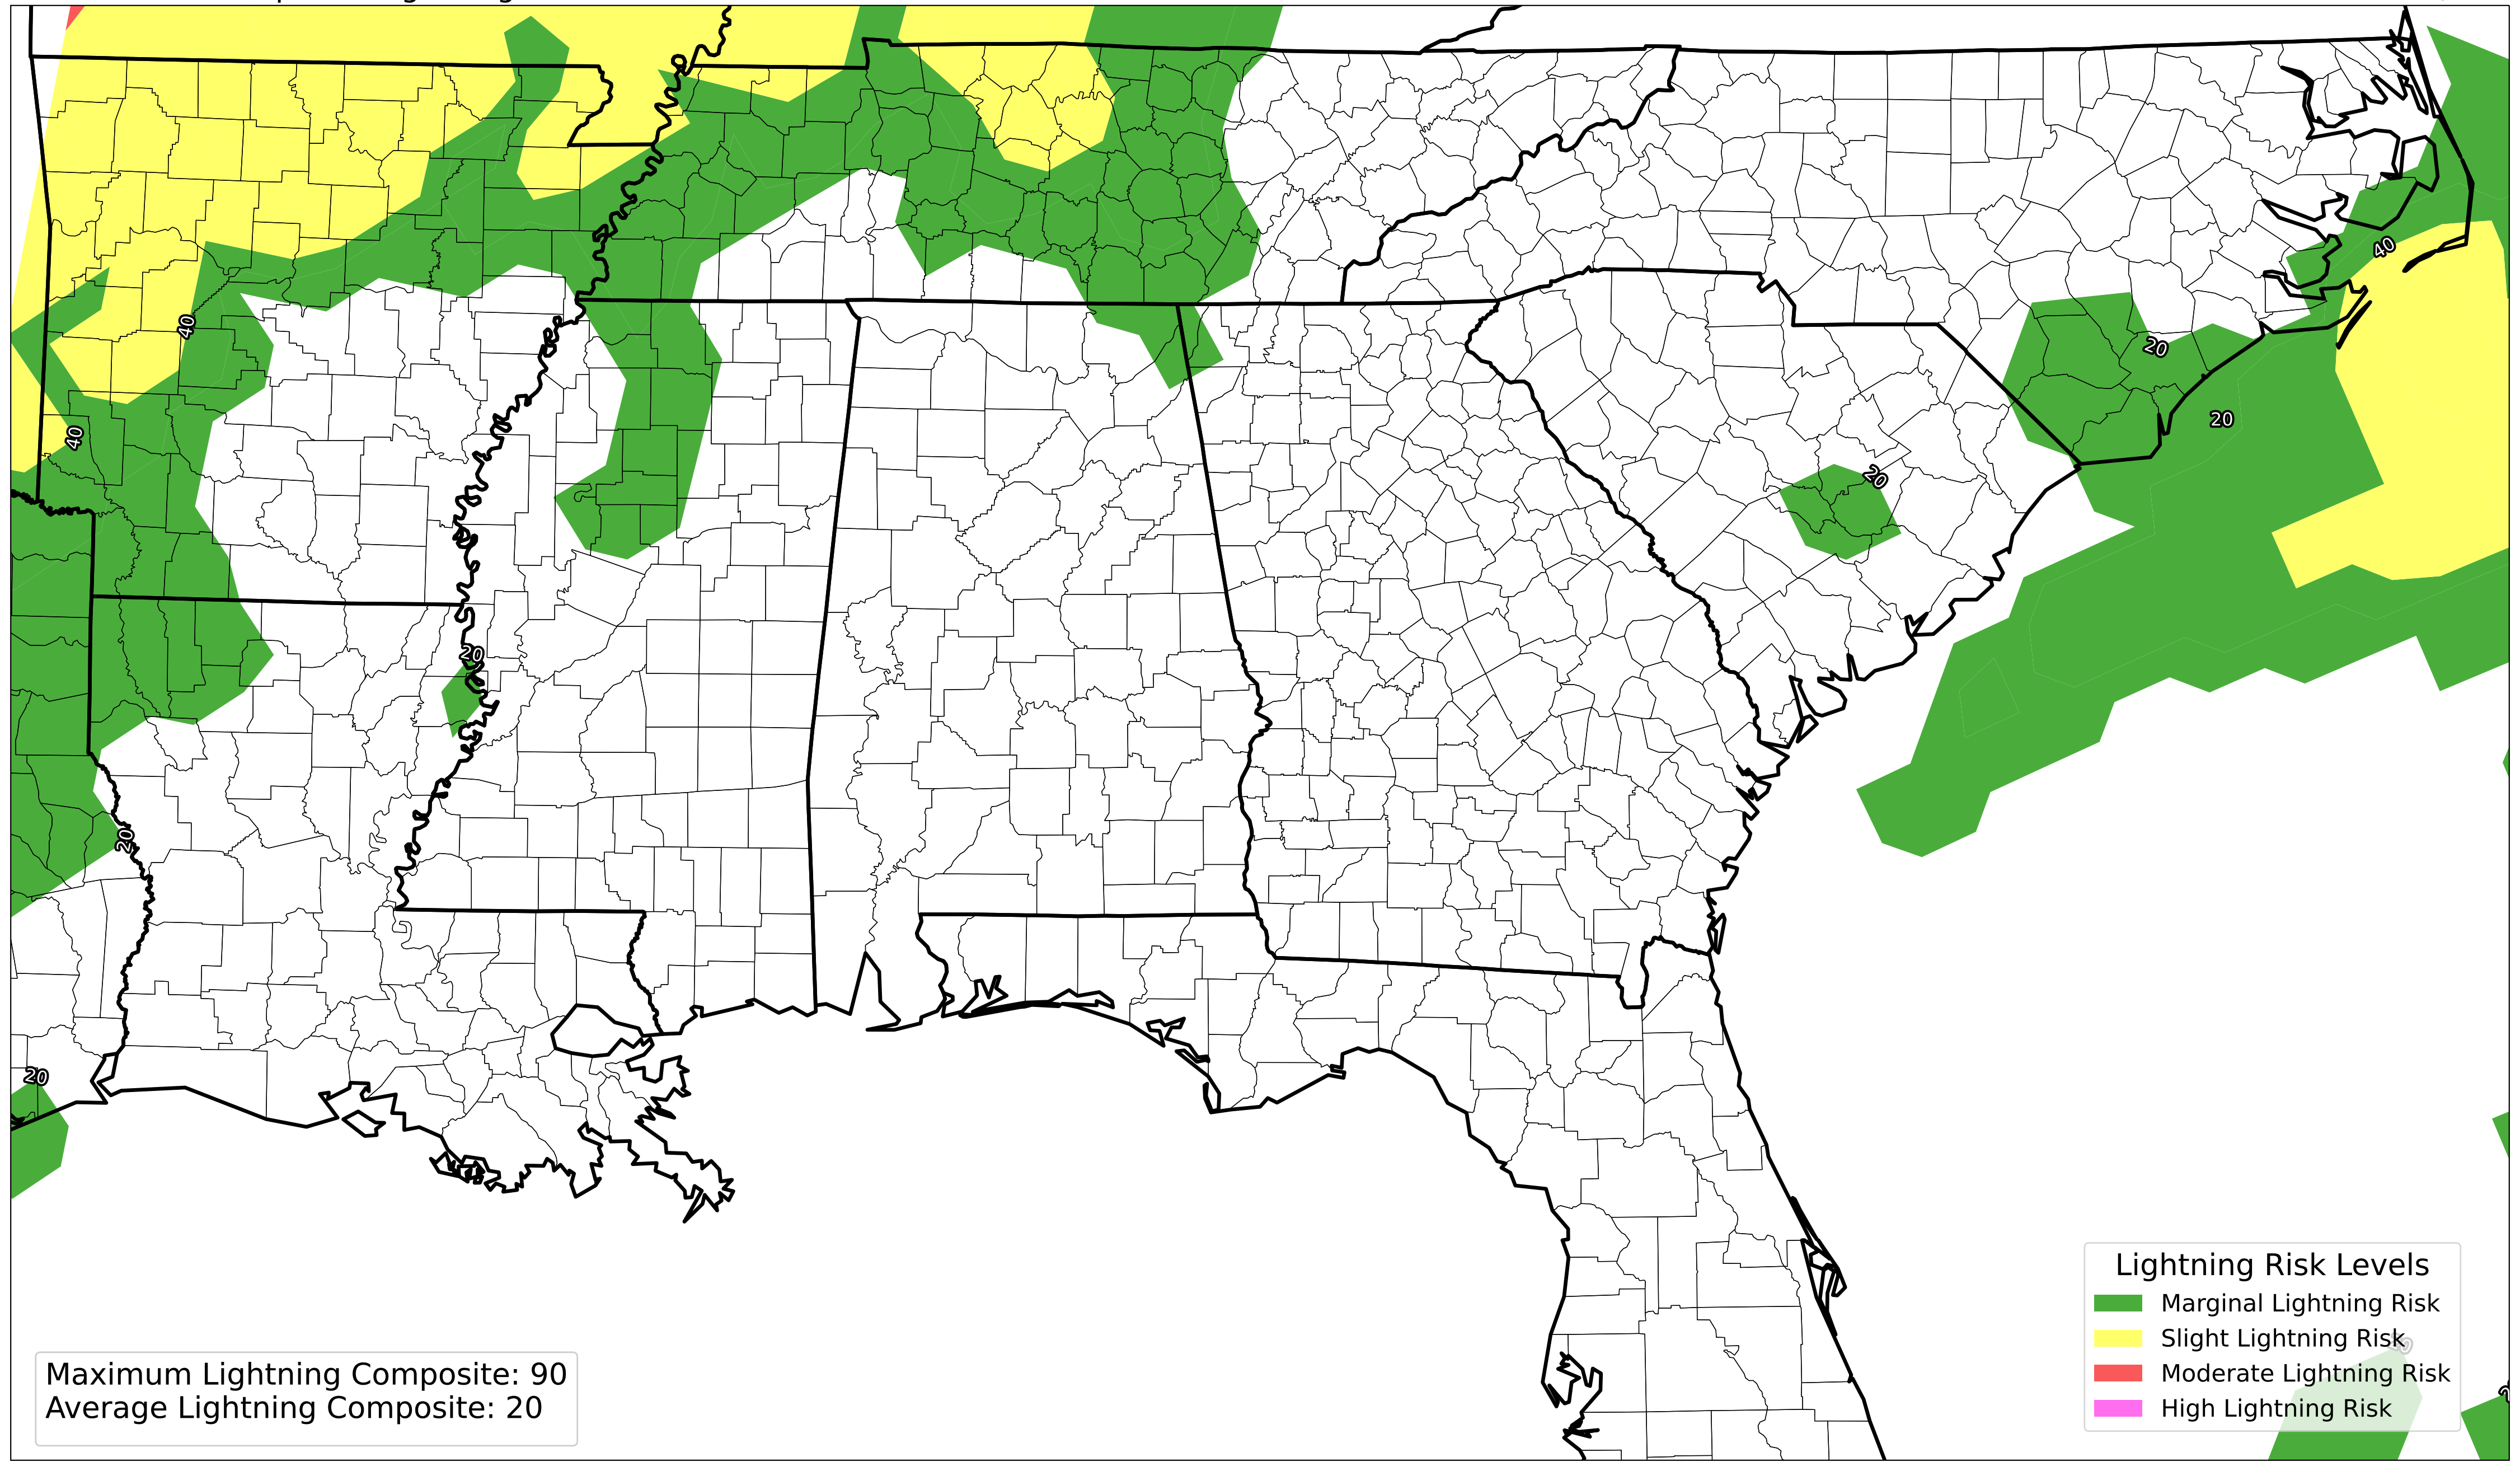 40
40
40
20
20
20
20
20
20
Lightning Risk Levels
Marginal Lightning Risk
Slight Lightning Risk
Moderate Lightning Risk
High Lightning Risk
Maximum Lightning Composite: 90
Average Lightning Composite: 20